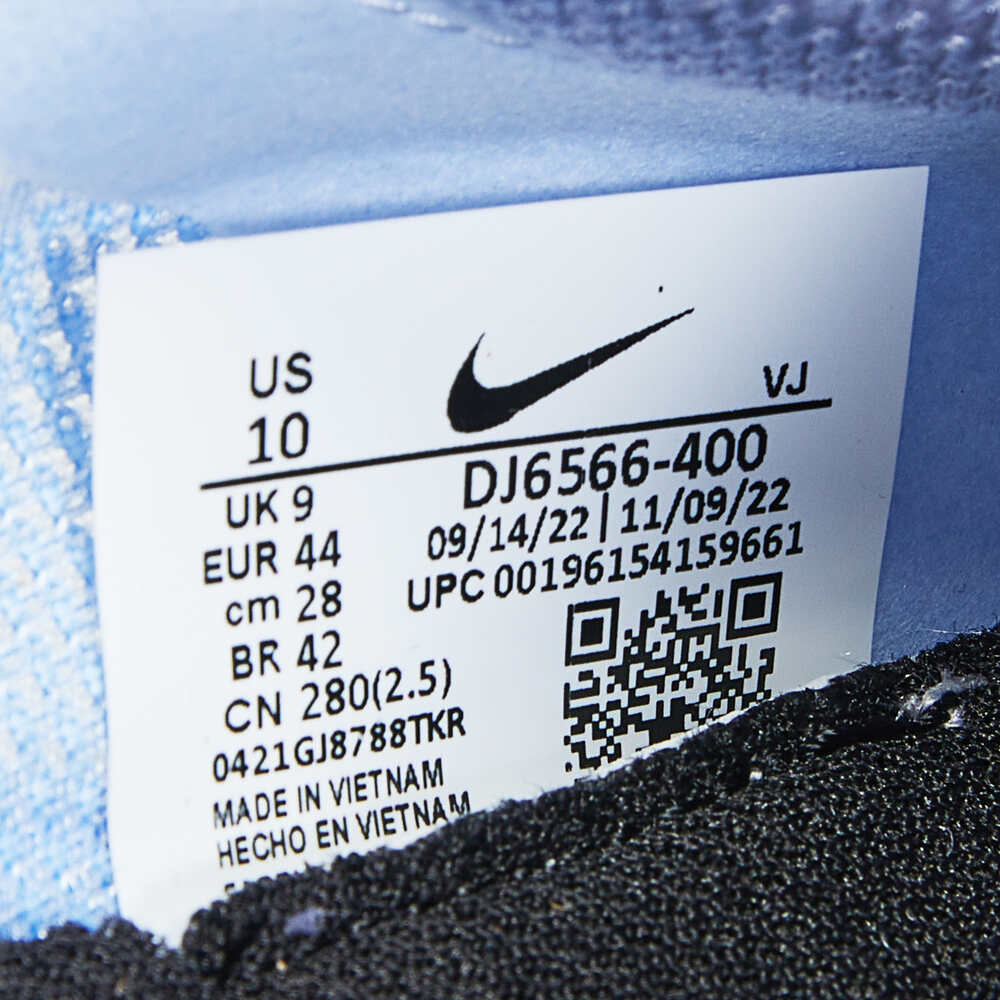 US
10
VJ
UK 9
EUR 44
cm 28
BR 42
CN 280(2.5)
0421GJ8788TKR
MADE IN VIETNAM
HECHO EN VIETNAM
DJ6566-400
09/14/22 | 11/09/22
UPC 00196154159661